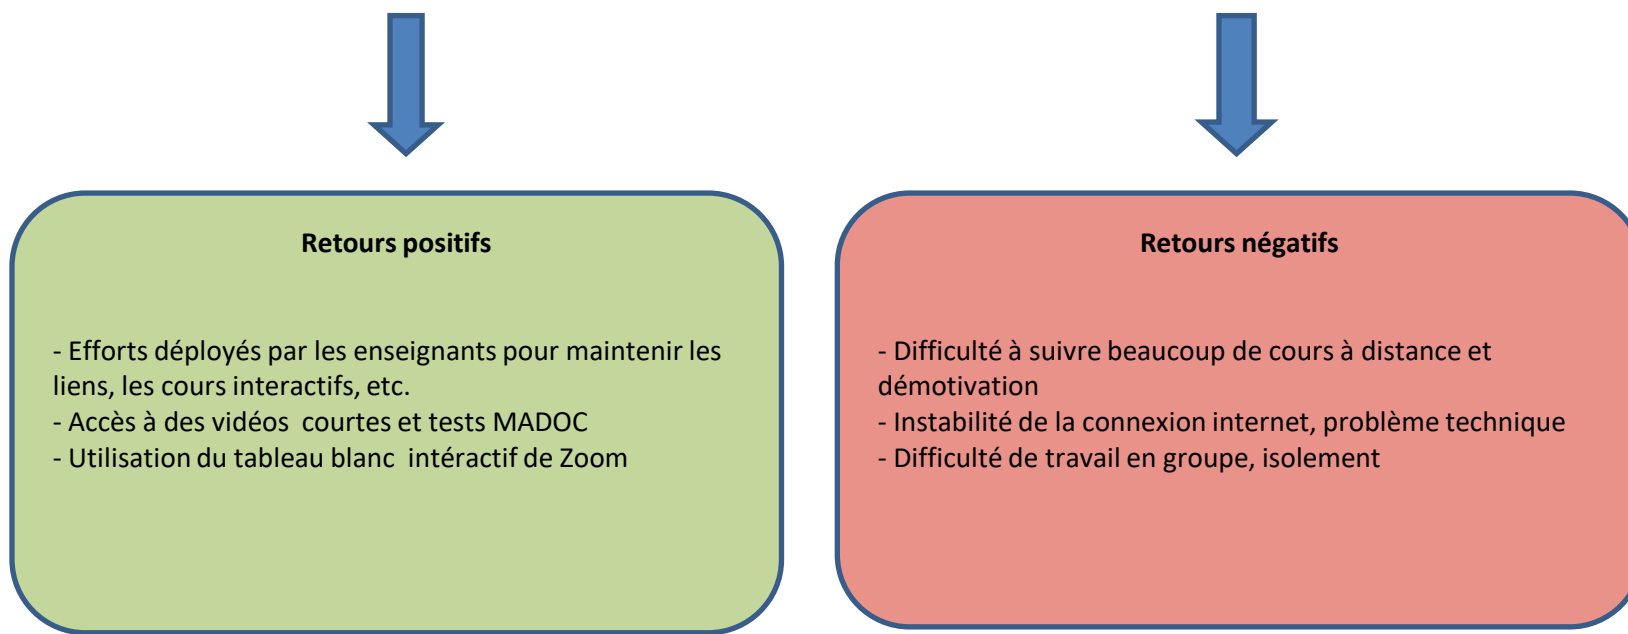 Retours positifs
- Efforts déployés par les enseignants pour maintenir les
liens, les cours interactifs, etc.
- Accès à des vidéos  courtes et tests MADOC
- Utilisation du tableau blanc  intéractif de Zoom
Retours négatifs
- Difficulté à suivre beaucoup de cours à distance et
démotivation
- Instabilité de la connexion internet, problème technique
- Difficulté de travail en groupe, isolement